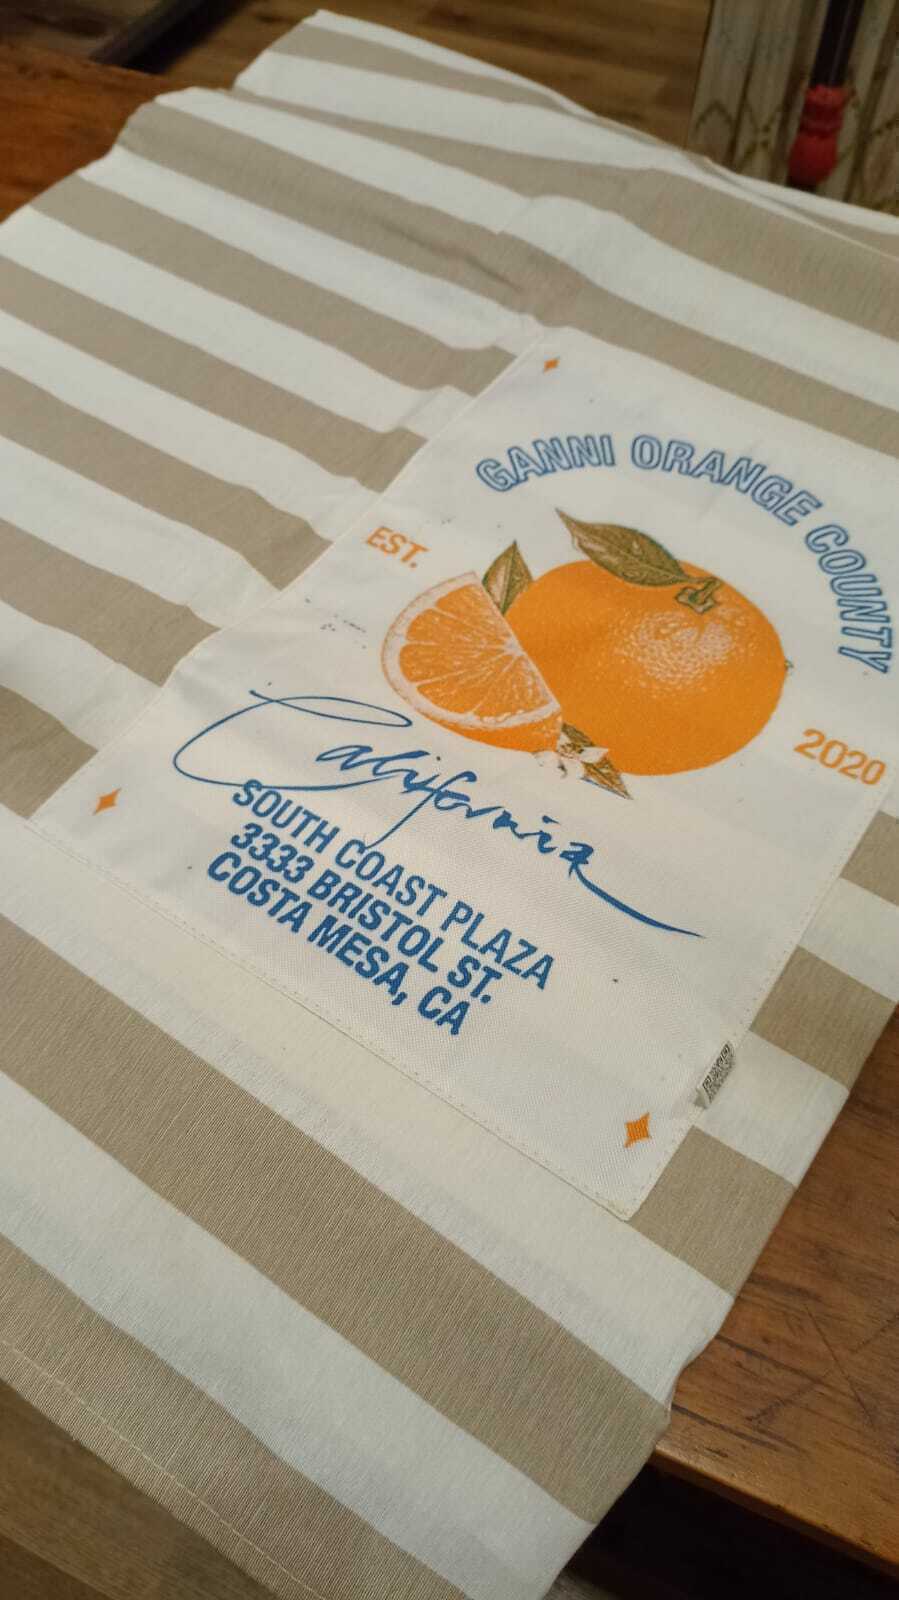 GANNI ORANGE COUNTY
EST.
2020
California
SOUTH COAST PLAZA
3333 BRISTOL ST.
COSTA MESA, CA